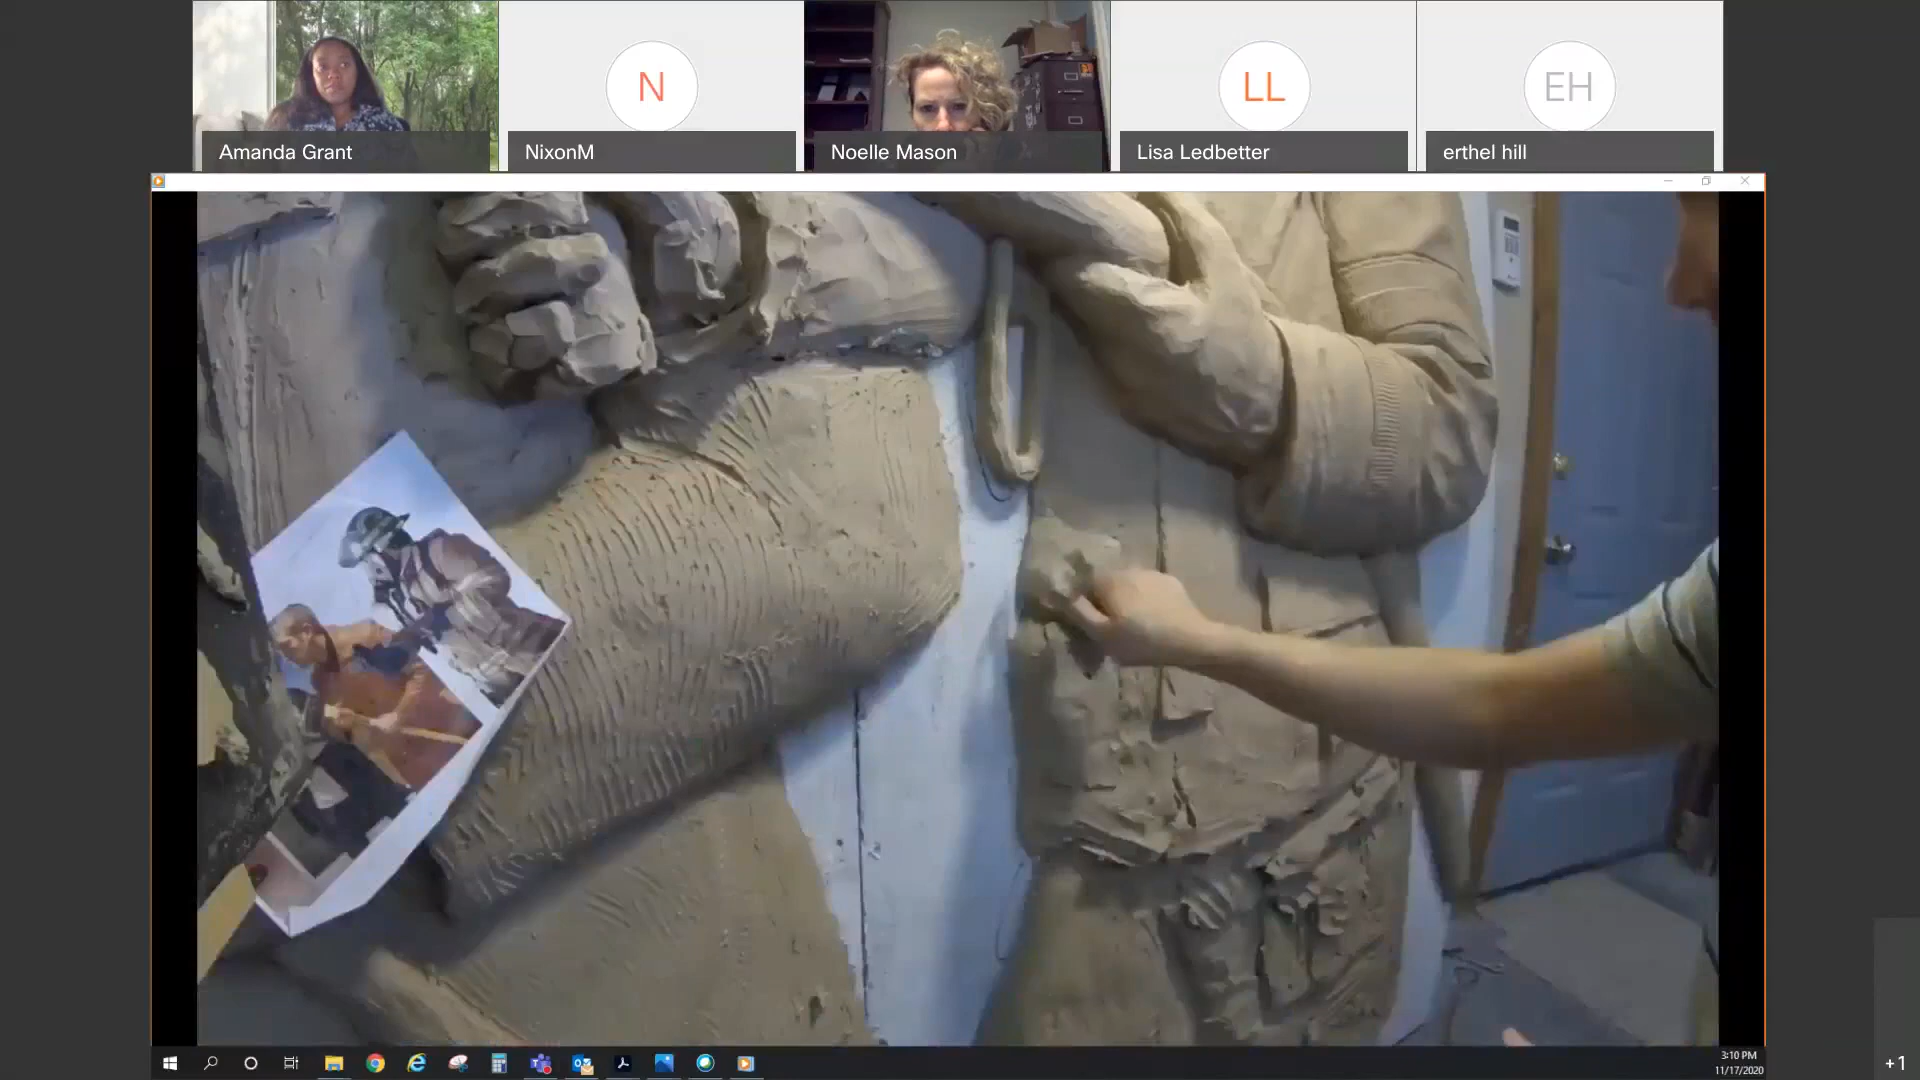 N
LL
EH
Amanda Grant
NixonM
Noelle Mason
Lisa Ledbetter
erthel hill
3:10 PM
11/17/2020
+1